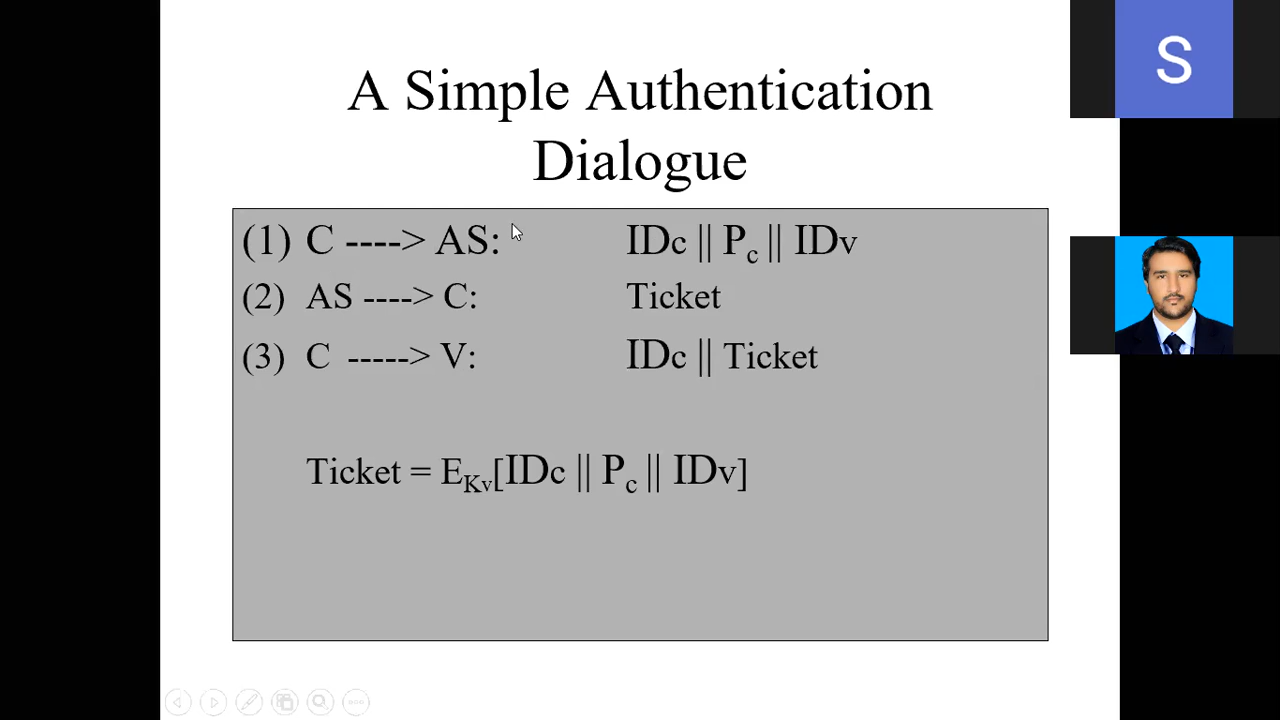 A Simple Authentication
Dialogue
(1) C ----> AS: IDc || Pc || IDv
(2) AS ----> C: Ticket
(3) C -----> V: IDc || Ticket
Ticket = EKv[IDc || Pc || IDv]
S